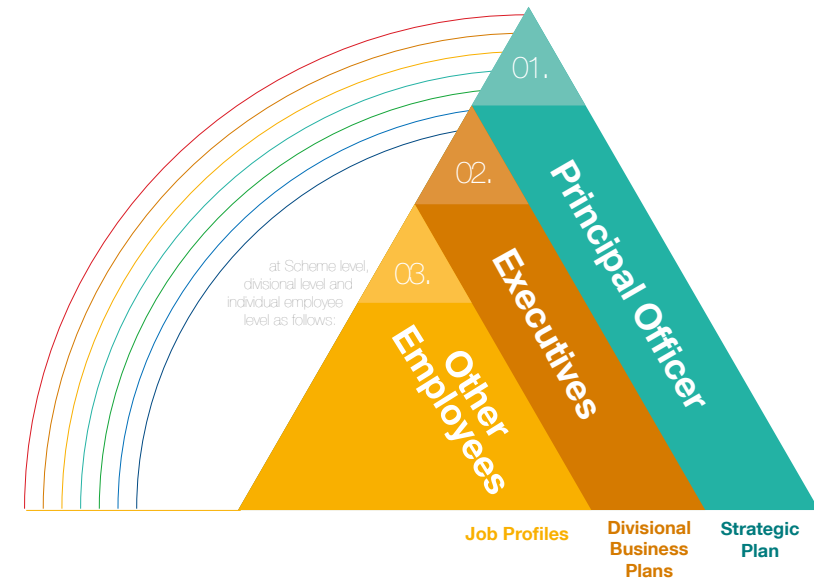 01.
Principal Officer
02.
Executives
at Scheme level,
divisional level and
individual employee
level as follows:
03.
Other
Employees
Job Profiles
Divisional
Business
Plans
Strategic
Plan